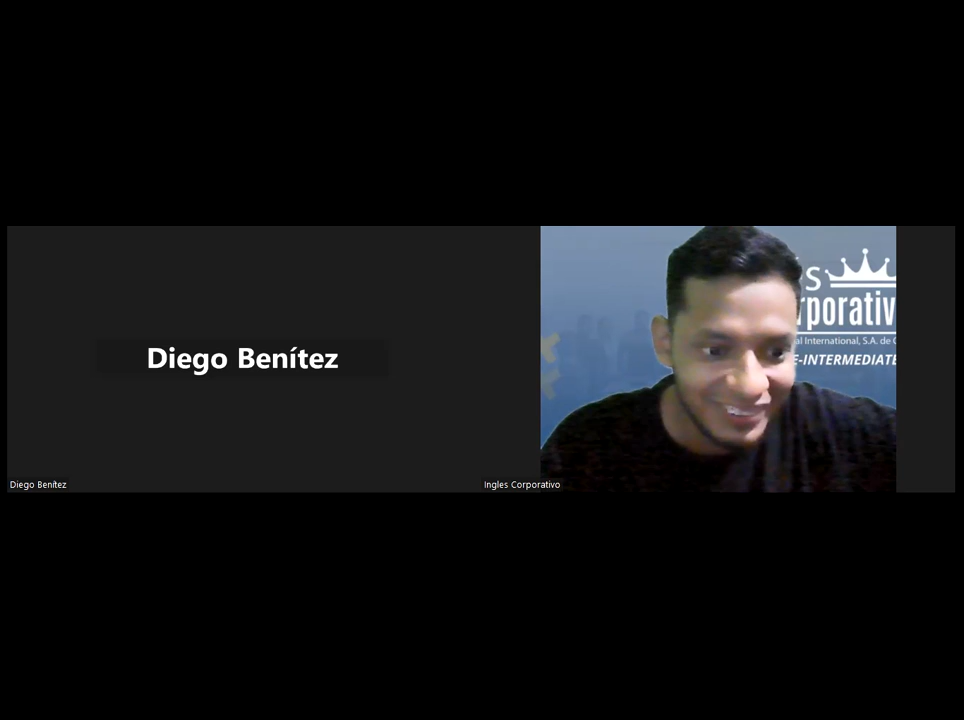 Diego Benítez
Diego Benítez
s
rporativ
al International, S.A. de C
E-INTERMEDIATE
Ingles Corporativo